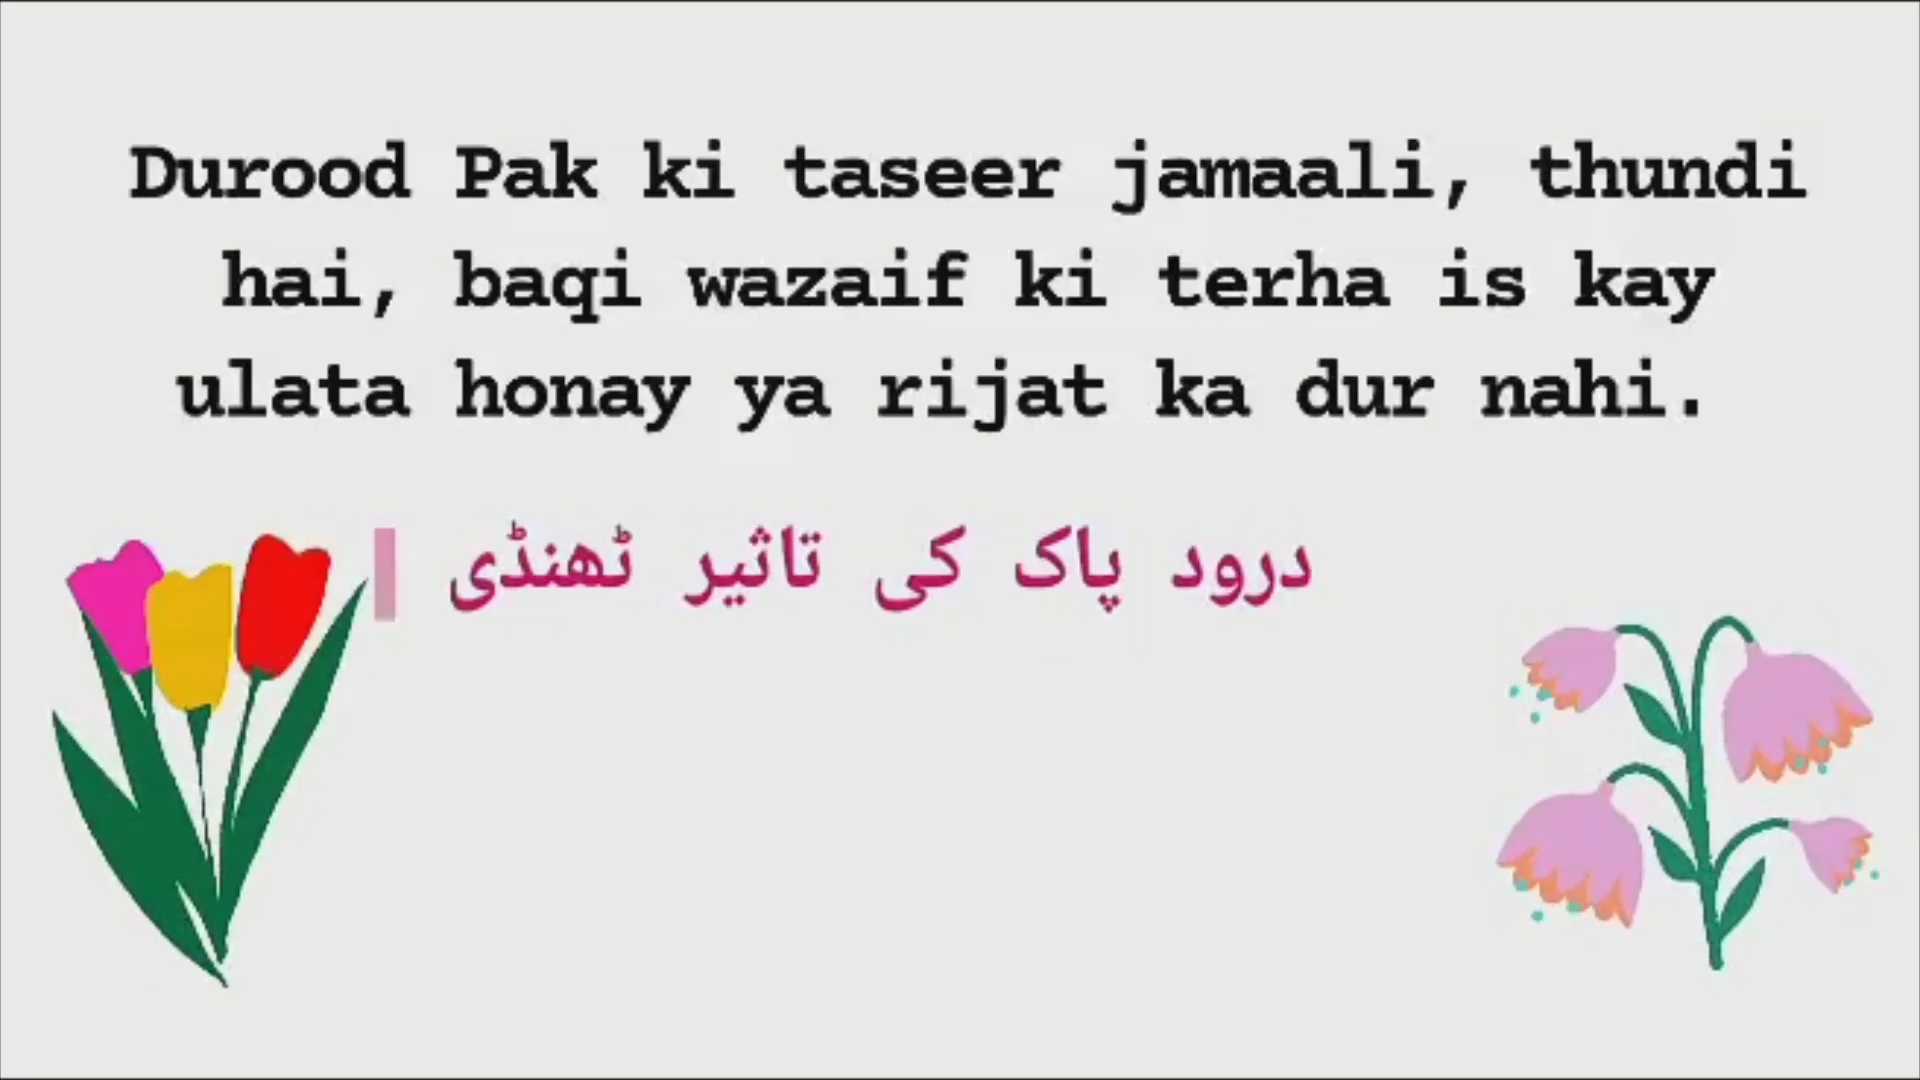 Durood Pak ki taseer jamaali, thundi
hai, baqi wazaif ki terha is kay
ulata honay ya rijat ka dur nahi.
درود پاک کی تاثیر ٹھنڈی